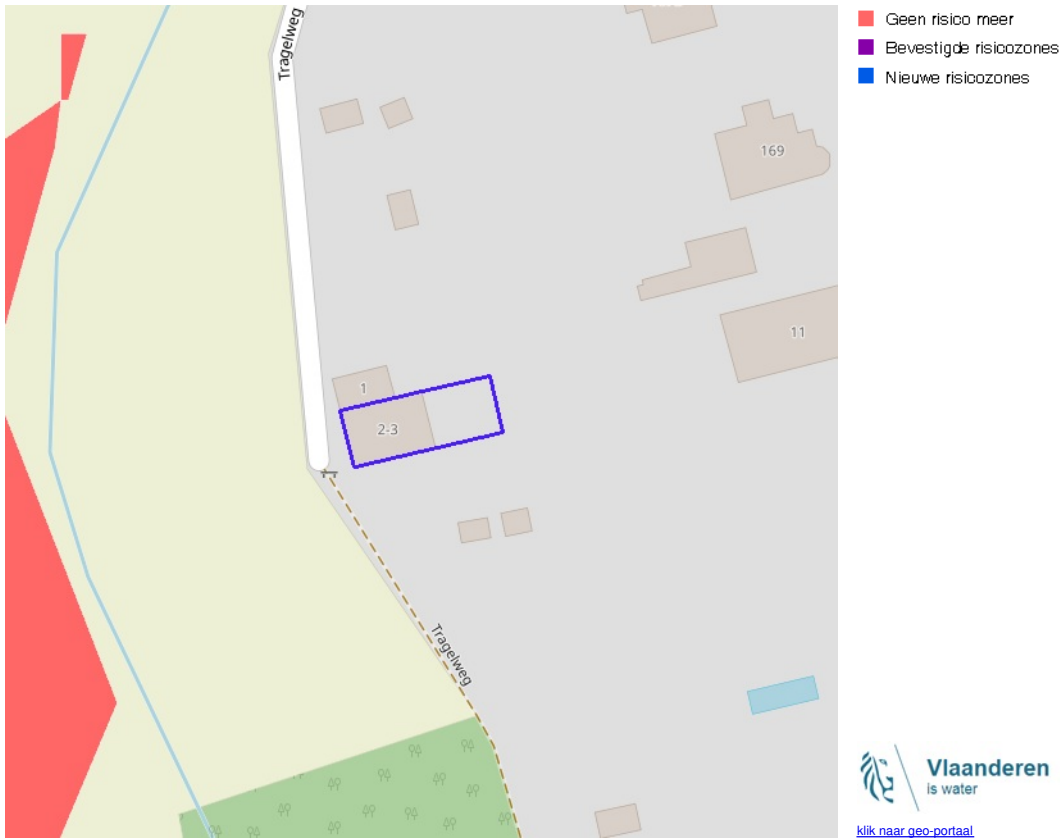 Tragelweg
169
11
1
2-3
Tragelweg
Geen risico meer
Bevestigde risicozones
Nieuwe risicozones
Vlaanderen
is water
klik naar geo-portaal